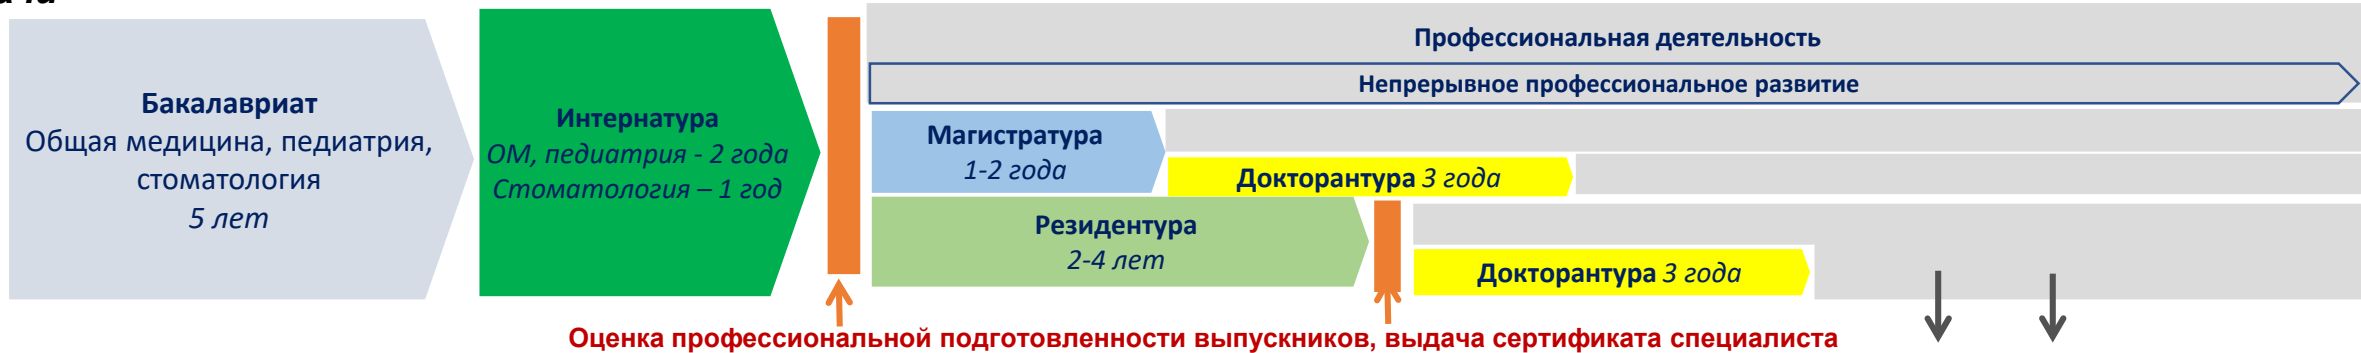 Бакалавриат
Общая медицина, педиатрия,
стоматология
5 лет
Интернатура
ОМ, педиатрия - 2 года
Стоматология – 1 год
Профессиональная деятельность
Непрерывное профессиональное развитие
Магистратура
1-2 года
Докторантура 3 года
Резидентура
2-4 лет
Докторантура 3 года
Оценка профессиональной подготовленности выпускников, выдача сертификата специалиста